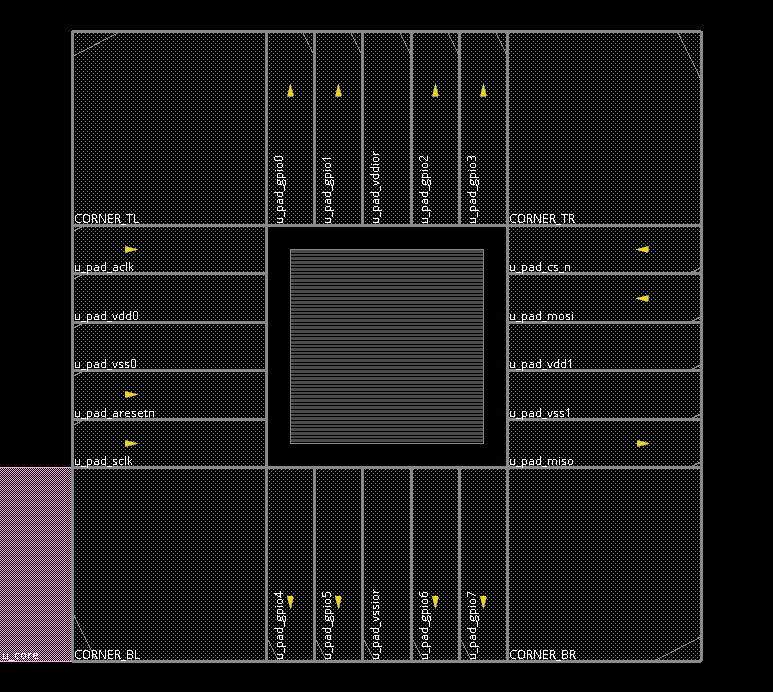 u_pad_gpio0
u_pad_gpio1
u_pad_vddior
u_pad_gpio2
u_pad_gpio3
CORNER_TL
CORNER_TR
u_pad_aclk
u_pad_cs_n
u_pad_vdd0
u_pad_mosi
u_pad_vss0
u_pad_vdd1
u_pad_aresetn
u_pad_vss1
u_pad_sclk
u_pad_miso
u_pad_gpio4
u_pad_gpio5
u_pad_vssior
u_pad_gpio6
u_pad_gpio7
u_core
CORNER_BL
CORNER_BR